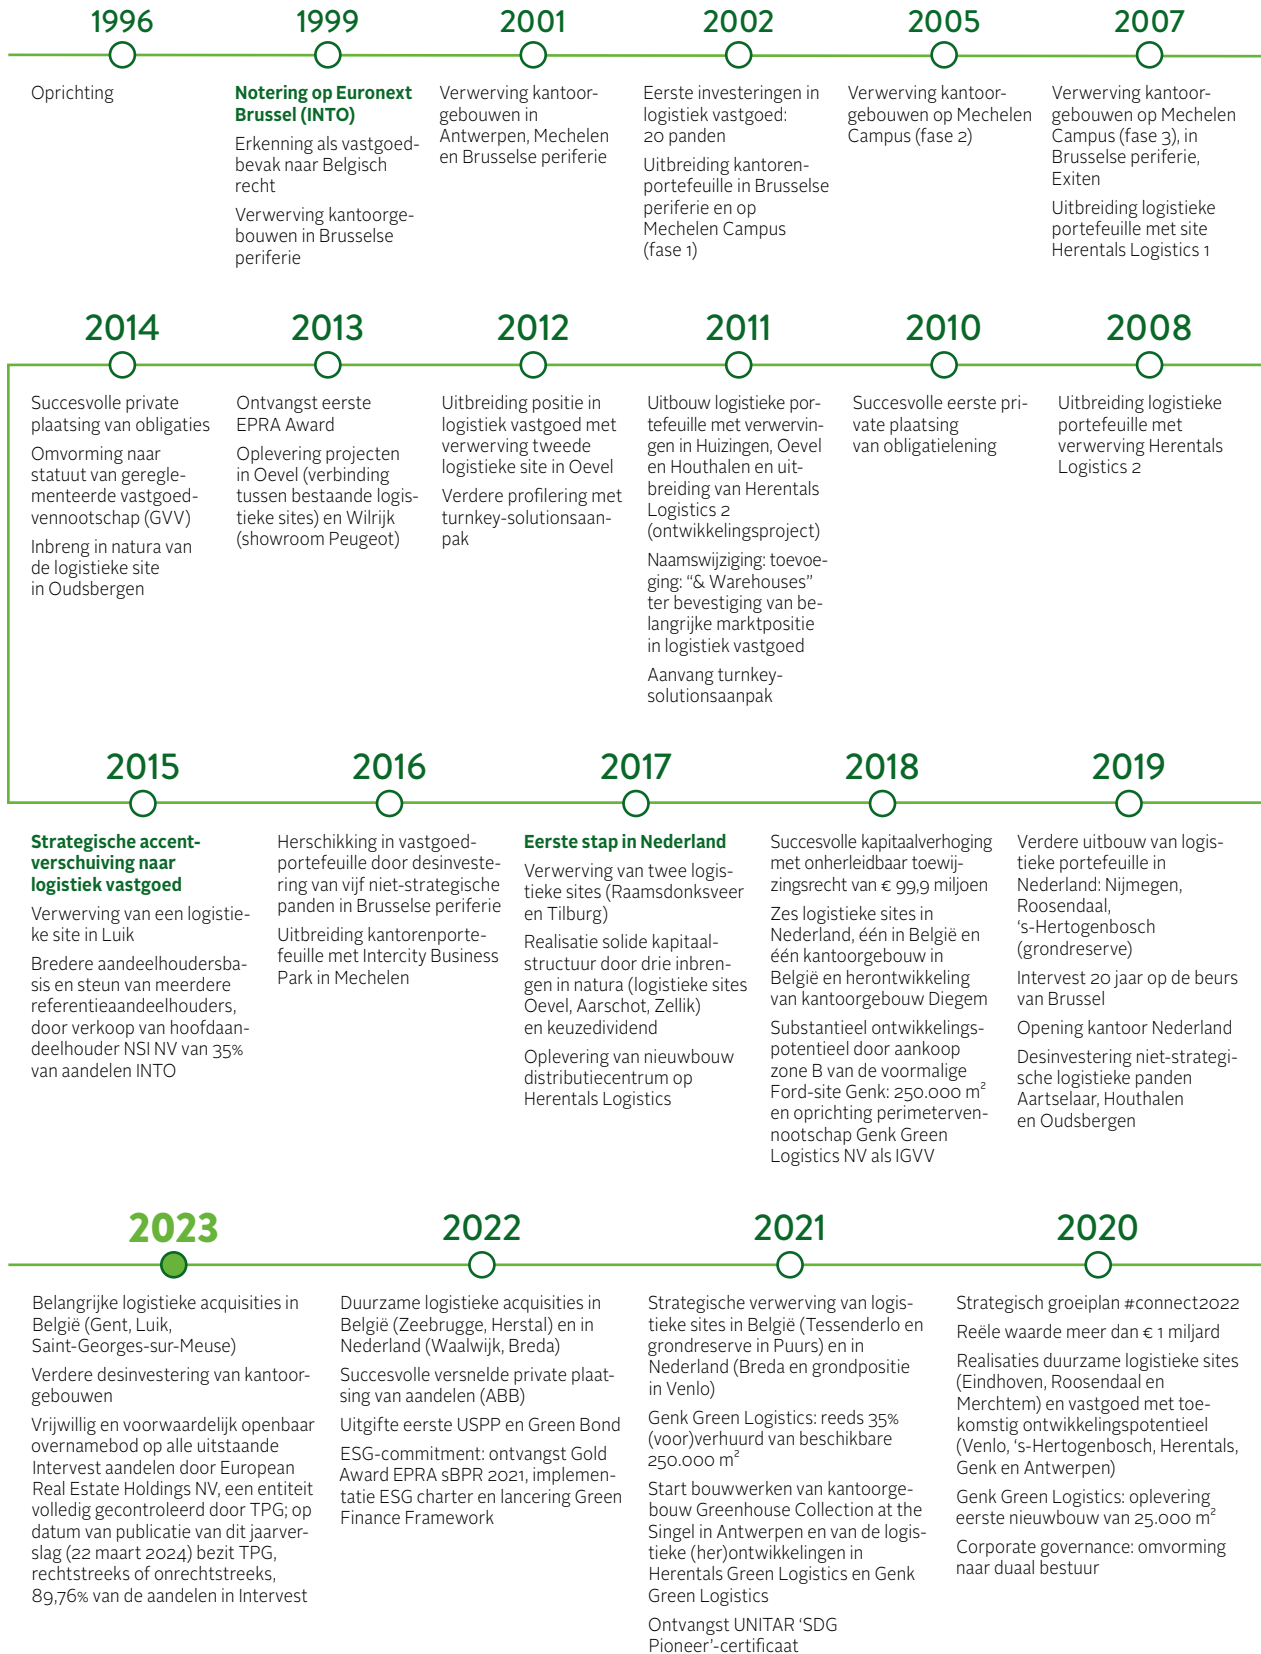 1996
Oprichting
1999
Notering op Euronext
Brussel (INTO)
Erkenning als vastgoed-
bevak naar Belgisch
recht
Verwerving kantoorge-
bouwen in Brusselse
periferie
2001
Verwerving kantoor-
gebouwen in
Antwerpen, Mechelen
en Brusselse periferie
2002
Eerste investeringen in
logistiek vastgoed:
20 panden
Uitbreiding kantoren-
portefeuille in Brusselse
periferie en op
Mechelen Campus
(fase 1)
2005
Verwerving kantoor-
gebouwen op Mechelen
Campus (fase 2)
2007
Verwerving kantoor-
gebouwen op Mechelen
Campus (fase 3), in
Brusselse periferie,
Exiten
Uitbreiding logistieke
portefeuille met site
Herentals Logistics 1
2014
Succesvolle private
plaatsing van obligaties
Omvorming naar
statuut van geregle-
menteerde vastgoed-
vennootschap (GVV)
Inbreng in natura van
de logistieke site
in Oudsbergen
2013
Ontvangst eerste
EPRA Award
Oplevering projecten
in Oevel (verbinding
tussen bestaande logis-
tieke sites) en Wilrijk
(showroom Peugeot)
2012
Uitbreiding positie in
logistiek vastgoed met
verwerving tweede
logistieke site in Oevel
Verdere profilering met
turnkey-solutionsaan-
pak
2011
Uitbouw logistieke por-
tefeuille met verwervin-
gen in Huizingen, Oevel
en Houthalen en uit-
breiding van Herentals
Logistics 2
(ontwikkelingsproject)
Naamswijziging: toevoe-
ging: “& Warehouses”
ter bevestiging van be-
langrijke marktpositie
in logistiek vastgoed
Aanvang turnkey-
solutionsaanpak
2010
Succesvolle eerste pri-
vate plaatsing
van obligatielening
2008
Uitbreiding logistieke
portefeuille met
verwerving Herentals
Logistics 2
2015
Strategische accent-
verschuiving naar
logistiek vastgoed
Verwerving van een logistie-
ke site in Luik
Bredere aandeelhoudersba-
sis en steun van meerdere
referentieaandeelhouders,
door verkoop van hoofdaan-
deelhouder NSI NV van 35%
van aandelen INTO
2016
Herschikking in vastgoed-
portefeuille door desinveste-
ring van vijf niet-strategische
panden in Brusselse periferie
Uitbreiding kantorenporte-
feuille met Intercity Business
Park in Mechelen
2017
Eerste stap in Nederland
Verwerving van twee logis-
tieke sites (Raamsdonksveer
en Tilburg)
Realisatie solide kapitaal-
structuur door drie inbren-
gen in natura (logistieke sites
Oevel, Aarschot, Zellik)
en keuzedividend
Oplevering van nieuwbouw
distributiecentrum op
Herentals Logistics
2018
Succesvolle kapitaalverhoging
met onherleidbaar toewij-
zingsrecht van € 99,9 miljoen
Zes logistieke sites in
Nederland, één in België en
één kantoorgebouw in
België en herontwikkeling
van kantoorgebouw Diegem
Substantieel ontwikkelings-
potentieel door aankoop
zone B van de voormalige
Ford-site Genk: 250.000 m²
en oprichting perimeterven-
nootschap Genk Green
Logistics NV als IGVV
2019
Verdere uitbouw van logis-
tieke portefeuille in
Nederland: Nijmegen,
Roosendaal,
‘s-Hertogenbosch
(grondreserve)
Intervest 20 jaar op de beurs
van Brussel
Opening kantoor Nederland
Desinvestering niet-strategi-
sche logistieke panden
Aartselaar, Houthalen
en Oudsbergen
2023
Belangrijke logistieke acquisities in
België (Gent, Luik,
Saint-Georges-sur-Meuse)
Verdere desinvestering van kantoor-
gebouwen
Vrijwillig en voorwaardelijk openbaar
overnamebod op alle uitstaande
Intervest aandelen door European
Real Estate Holdings NV, een entiteit
volledig gecontroleerd door TPG; op
datum van publicatie van dit jaarver-
slag (22 maart 2024) bezit TPG,
rechtstreeks of onrechtstreeks,
89,76% van de aandelen in Intervest
2022
Duurzame logistieke acquisities in
België (Zeebrugge, Herstal) en in
Nederland (Waalwijk, Breda)
Succesvolle versnelde private plaat-
sing van aandelen (ABB)
Uitgifte eerste USPP en Green Bond
ESG-commitment: ontvangst Gold
Award EPRA sBPR 2021, implemen-
tatie ESG charter en lancering Green
Finance Framework
2021
Strategische verwerving van logis-
tieke sites in België (Tessenderlo en
grondreserve in Puurs) en in
Nederland (Breda en grondpositie
in Venlo)
Genk Green Logistics: reeds 35%
(voor)verhuurd van beschikbare
250.000 m²
Start bouwwerken van kantoorge-
bouw Greenhouse Collection at the
Singel in Antwerpen en van de logis-
tieke (her)ontwikkelingen in
Herentals Green Logistics en Genk
Green Logistics
Ontvangst UNITAR ‘SDG
Pioneer’-certificaat
2020
Strategisch groeiplan #connect2022
Reële waarde meer dan € 1 miljard
Realisaties duurzame logistieke sites
(Eindhoven, Roosendaal en
Merchtem) en vastgoed met toe-
komstig ontwikkelingspotentieel
(Venlo, ‘s-Hertogenbosch, Herentals,
Genk en Antwerpen)
Genk Green Logistics: oplevering
eerste nieuwbouw van 25.000 m²
Corporate governance: omvorming
naar duaal bestuur